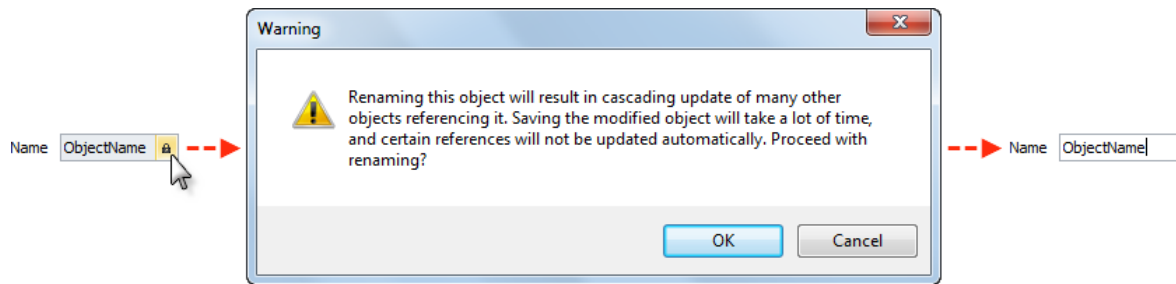 Warning
Renaming this object will result in cascading update of many other
objects referencing it. Saving the modified object will take a lot of time,
and certain references will not be updated automatically. Proceed with
renaming?
Name ObjectName
Name ObjectName
OK Cancel